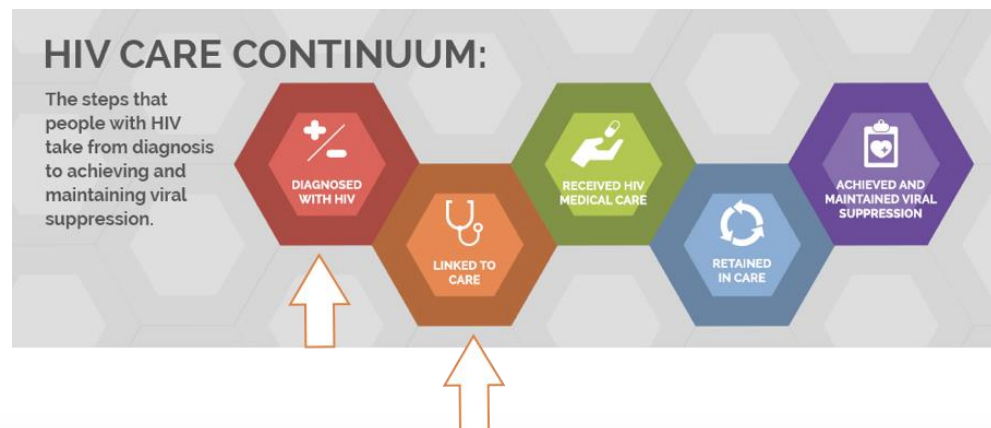 HIV CARE CONTINUUM:
The steps that
people with HIV
take from diagnosis
to achieving and
maintaining viral
suppression.
DIAGNOSED
WITH HIV
LINKED TO
CARE
RECEIVED HIV
MEDICAL CARE
RETAINED
IN CARE
ACHIEVED AND
MAINTAINED VIRAL
SUPPRESSION